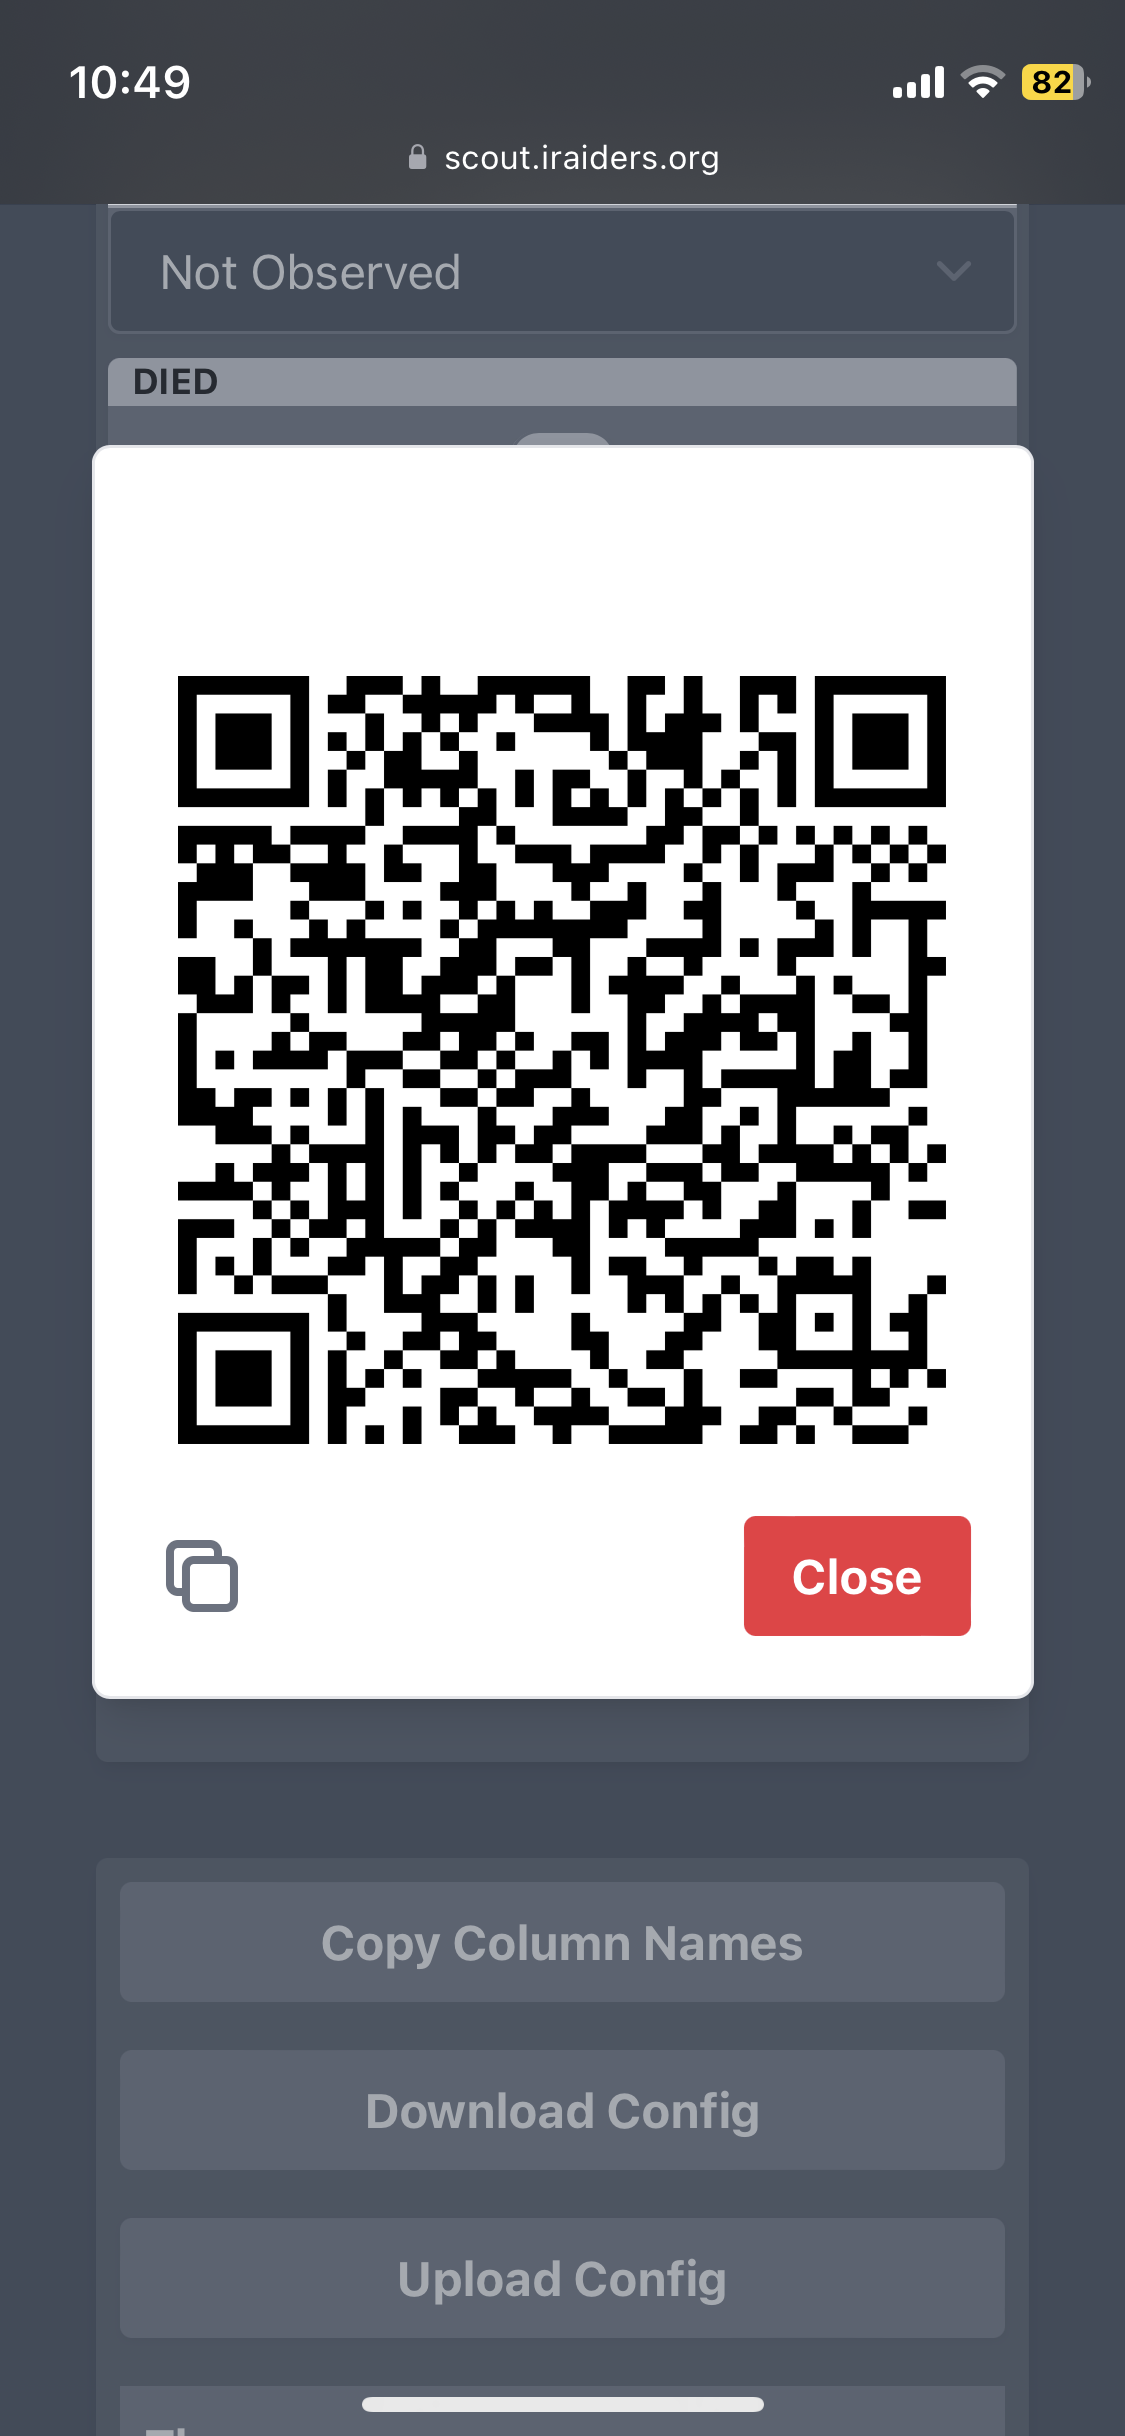 10:49
82
scout.iraiders.org
Not Observed
DIED
Close
Copy Column Names
Download Config
Upload Config